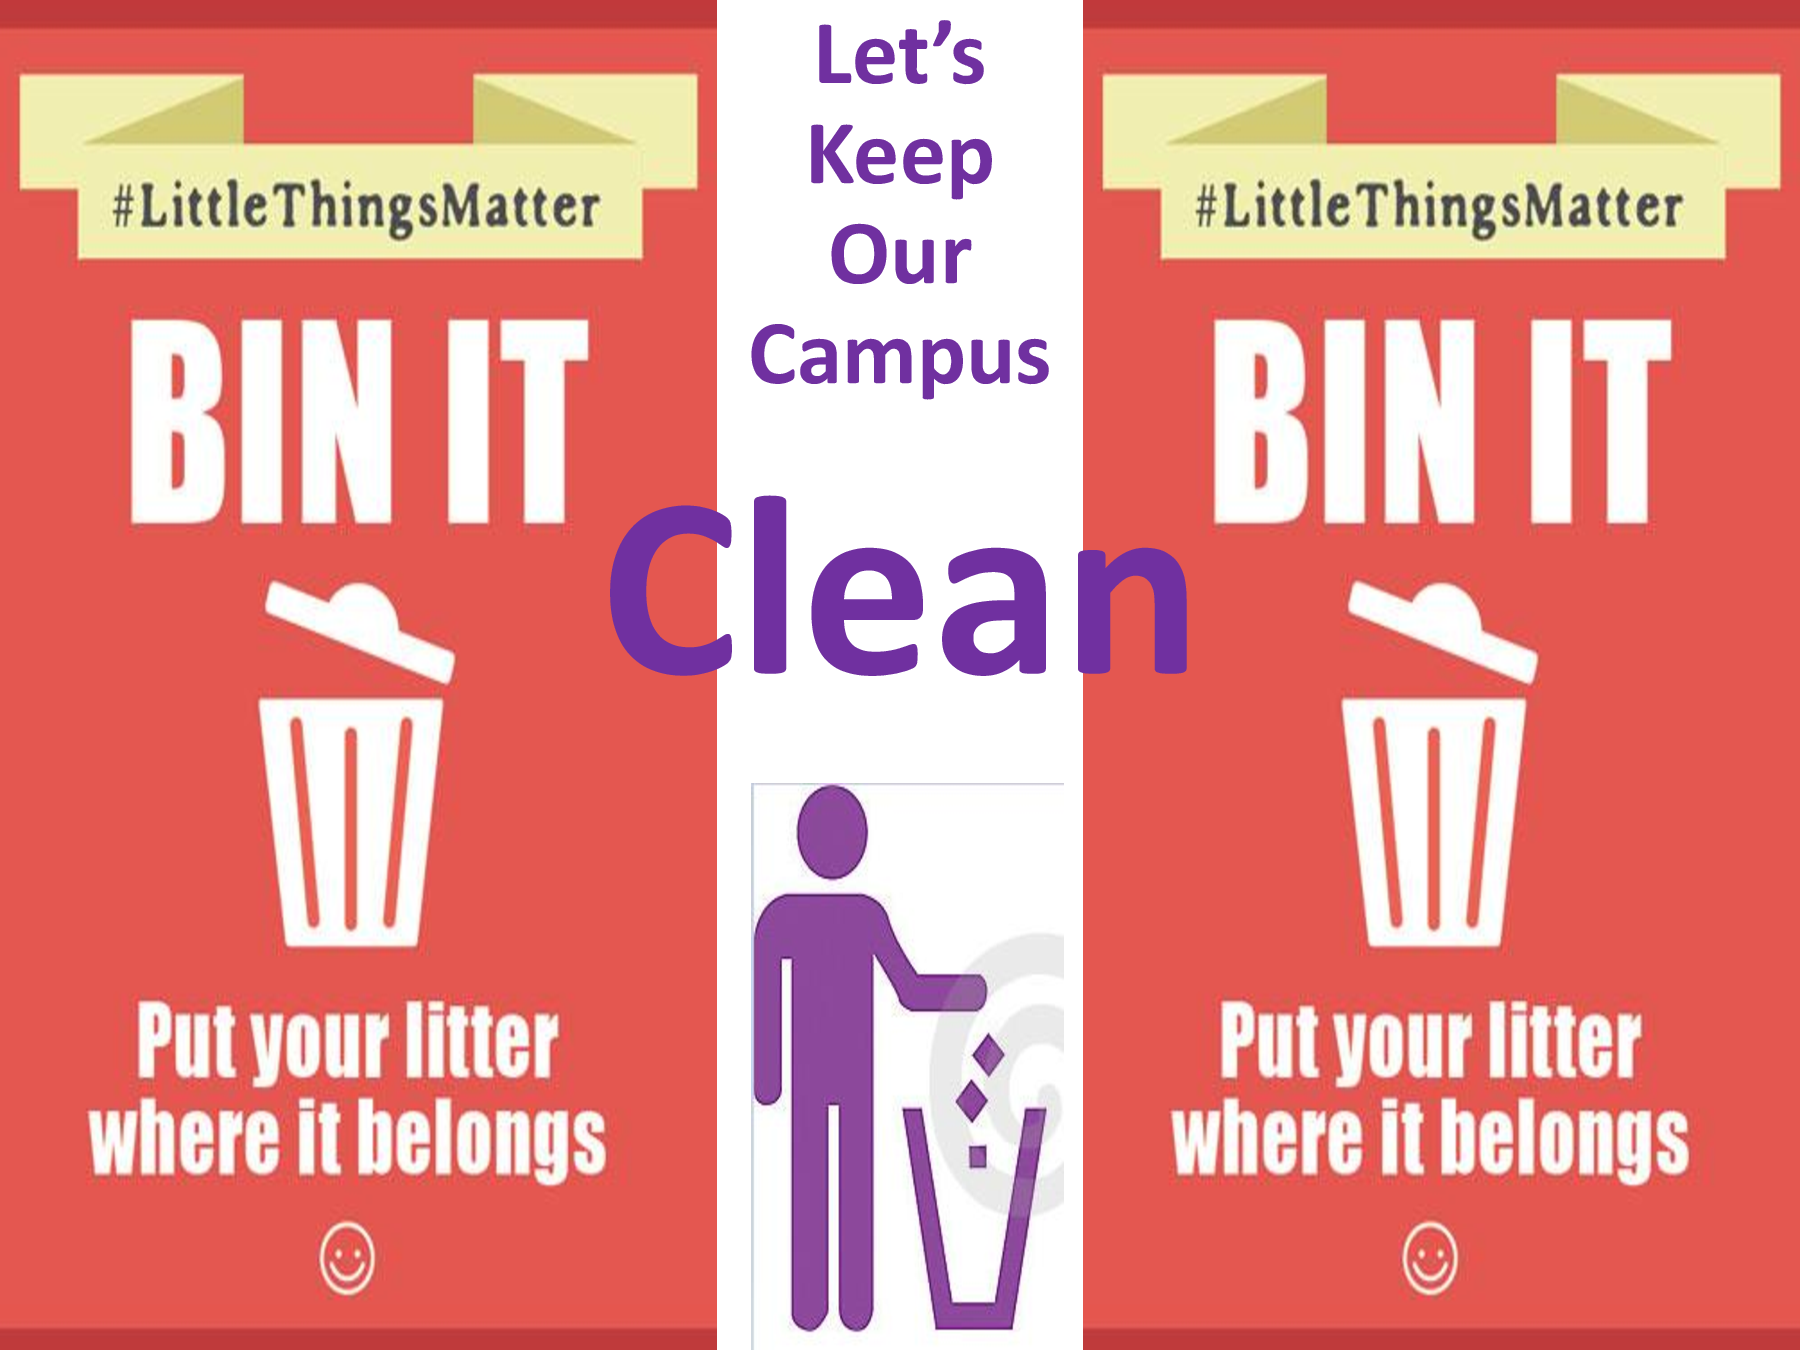 #LittleThingsMatter
BIN IT
Put your litter
where it belongs
Let’s
Keep
Our
Campus
Clean
#LittleThingsMatter
BIN IT
Put your litter
where it belongs